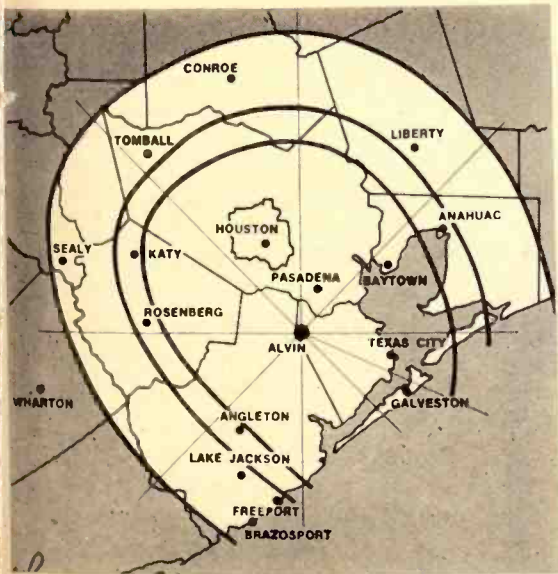 CONROE
TOMBALL
LIBERTY
ANAHUAC
HOUSTON
SEALY
KATY
BAYTOWN
PASADENA
ROSENBERG
ALVIN
TEXAS CITY
WHARTON
GALVESTON
ANGLETON
LAKE JACKSON
FREEPORT
BRAZOSPORT